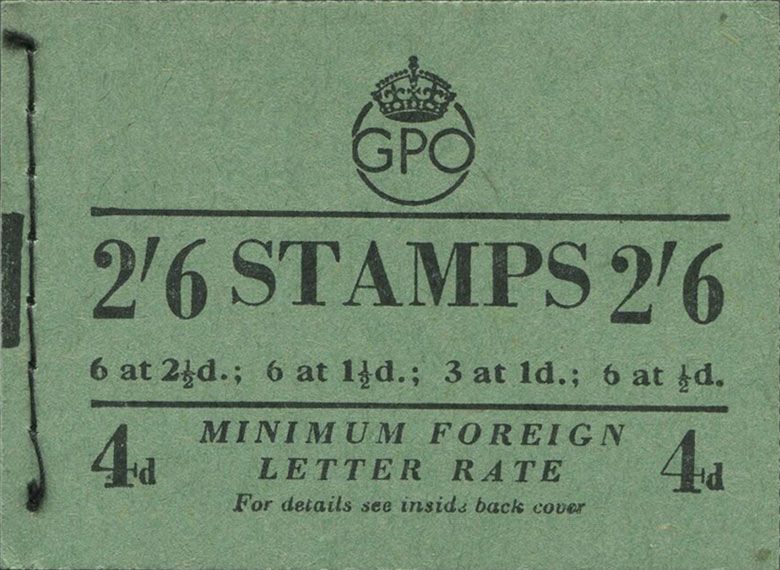 GPO
2'6 STAMPS 2'6
6 at 2½d.; 6 at 1½d.; 3 at 1d.; 6 at ½d.
4d MINIMUM FOREIGN 4d
LETTER RATE
For details see inside back cover